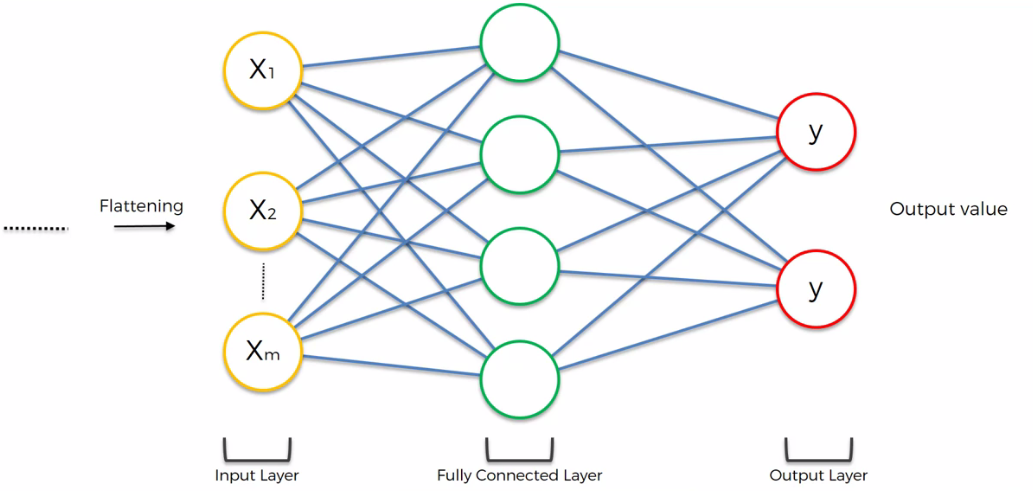 X1
X2
Xm
Flattening
y
y
Output value
Input Layer
Fully Connected Layer
Output Layer